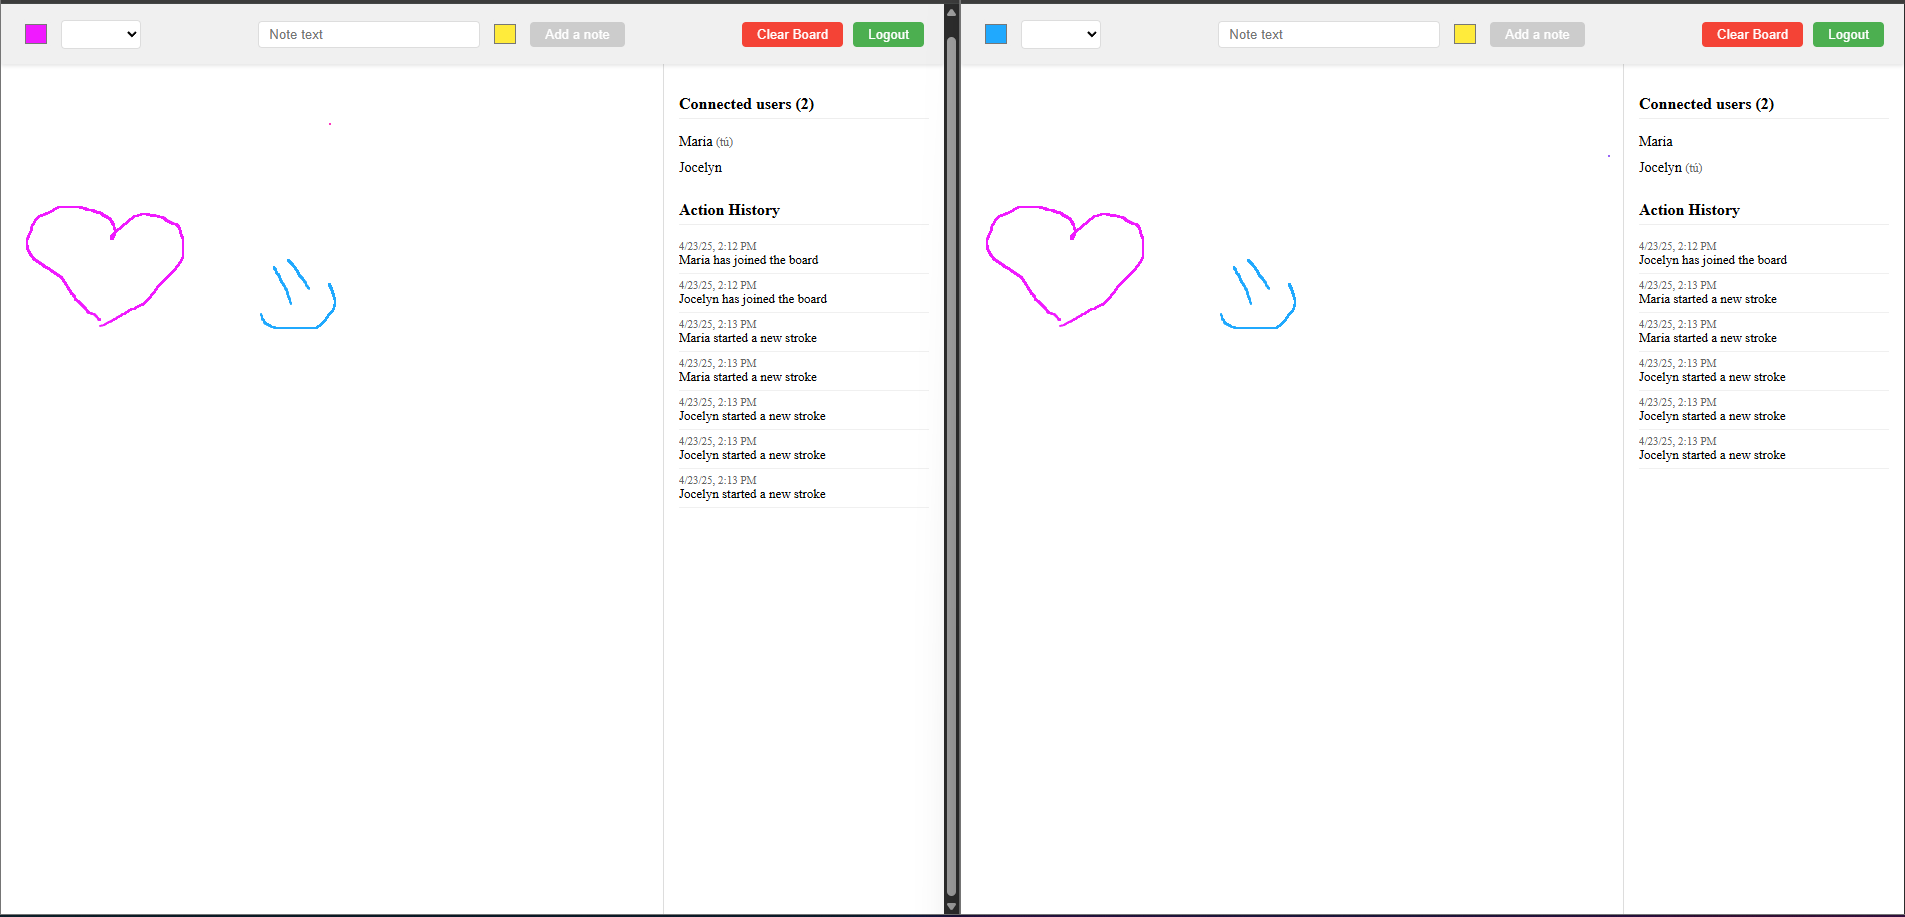 Note text
Add a note
Clear Board
Logout
Connected users (2)
Maria (tú)
Jocelyn
Action History
4/23/25, 2:12 PM
Maria has joined the board
4/23/25, 2:12 PM
Jocelyn has joined the board
4/23/25, 2:13 PM
Maria started a new stroke
4/23/25, 2:13 PM
Maria started a new stroke
4/23/25, 2:13 PM
Jocelyn started a new stroke
4/23/25, 2:13 PM
Jocelyn started a new stroke
4/23/25, 2:13 PM
Jocelyn started a new stroke
Note text
Add a note
Clear Board
Logout
Connected users (2)
Maria
Jocelyn (tú)
Action History
4/23/25, 2:12 PM
Jocelyn has joined the board
4/23/25, 2:13 PM
Maria started a new stroke
4/23/25, 2:13 PM
Maria started a new stroke
4/23/25, 2:13 PM
Jocelyn started a new stroke
4/23/25, 2:13 PM
Jocelyn started a new stroke
4/23/25, 2:13 PM
Jocelyn started a new stroke